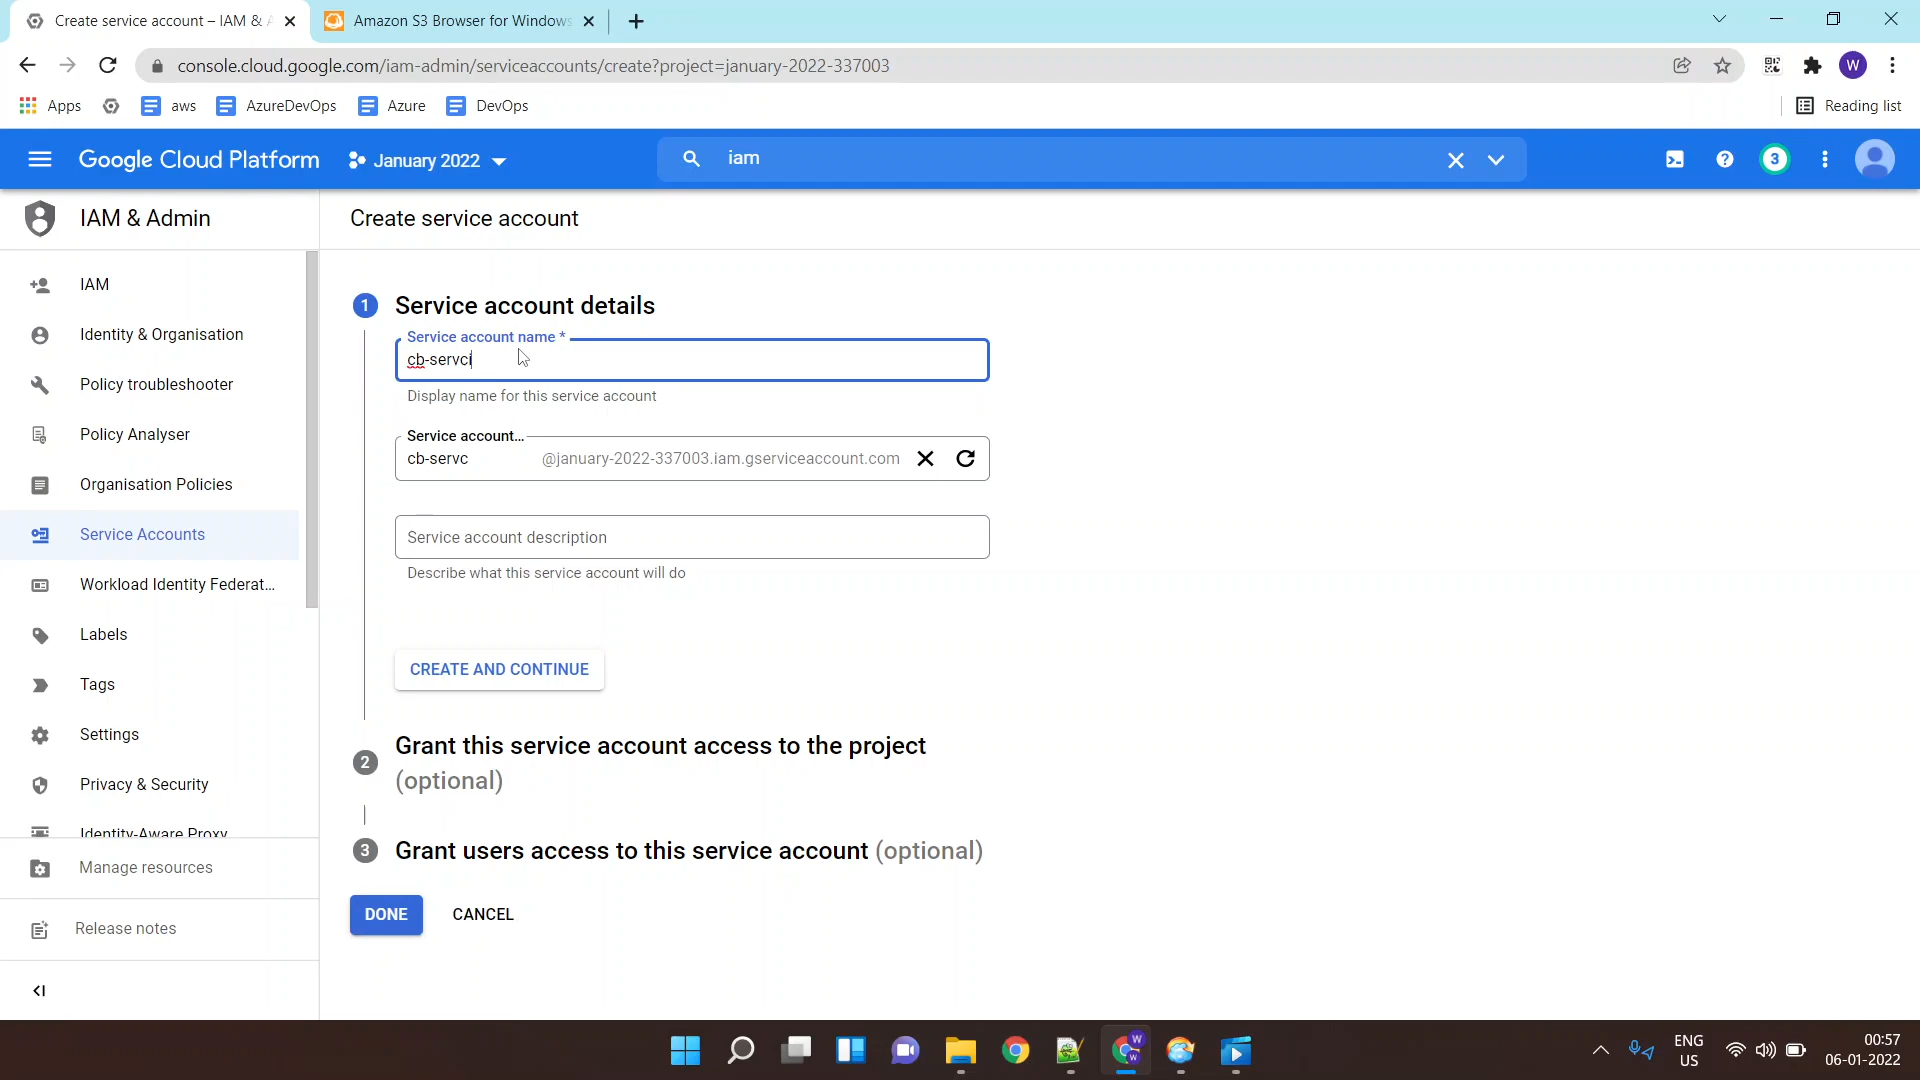 Create service account – IAM & A
Amazon S3 Browser for Windows
console.cloud.google.com/iam-admin/serviceaccounts/create?project=january-2022-337003
W
Apps
aws
AzureDevOps
Azure
DevOps
Reading list
Google Cloud Platform
January 2022
iam
3
IAM & Admin
Create service account
IAM
Identity & Organisation
Policy troubleshooter
Policy Analyser
Organisation Policies
Service Accounts
Workload Identity Federat...
Labels
Tags
Settings
Privacy & Security
Identity-Aware Proxy
Manage resources
Release notes
1
Service account details
Service account name *
cb-servci
Display name for this service account
Service account...
cb-servc
@january-2022-337003.iam.gserviceaccount.com
Service account description
Describe what this service account will do
CREATE AND CONTINUE
2
Grant this service account access to the project
(optional)
3
Grant users access to this service account (optional)
DONE
CANCEL
W
W
ENG
US
00:57
06-01-2022